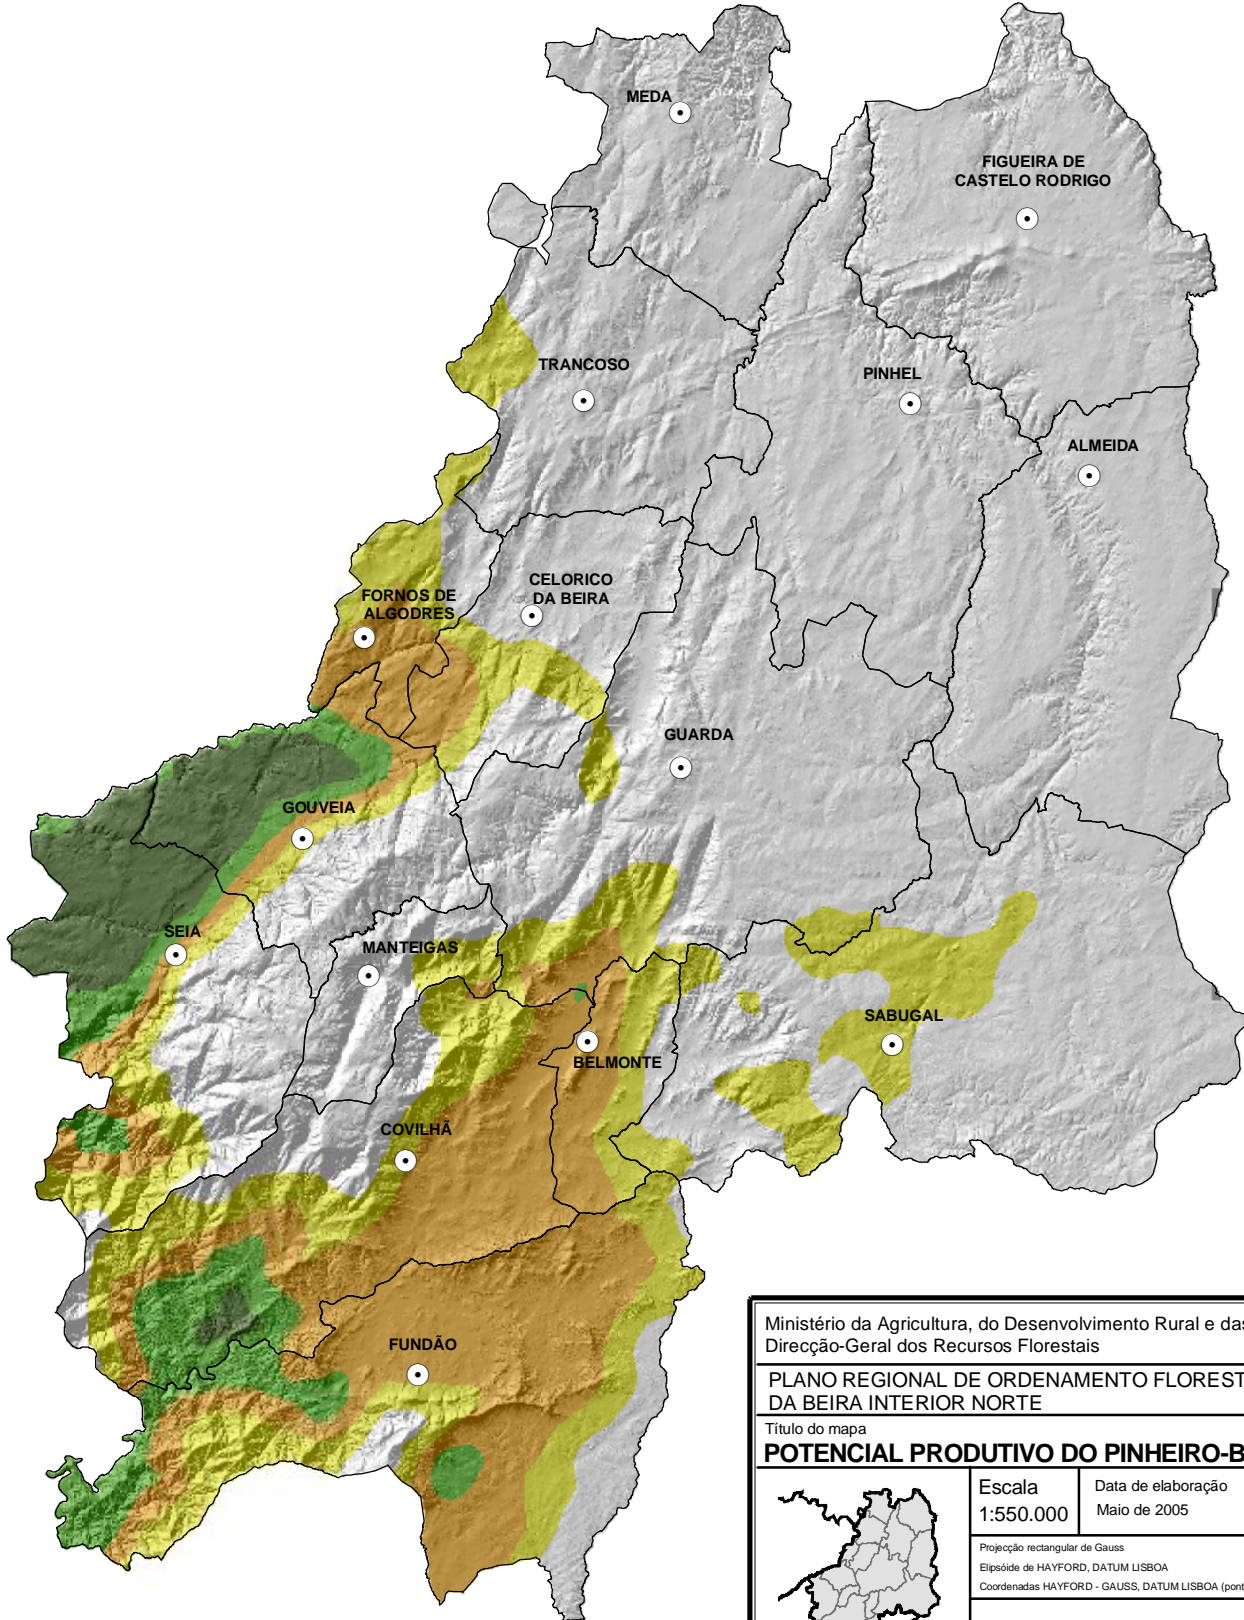 MEDA
FIGUEIRA DE
CASTELO RODRIGO
TRANCOSO
PINHEL
ALMEIDA
CELORICO
DA BEIRA
FORNOS DE
ALGODRES
GUARDA
GOUVEIA
SEIA
MANTEIGAS
SABUGAL
BELMONTE
COVILHÃ
FUNDÃO
Ministério da Agricultura, do Desenvolvimento Rural e das
Direcção-Geral dos Recursos Florestais
PLANO REGIONAL DE ORDENAMENTO FLOREST
DA BEIRA INTERIOR NORTE
Título do mapa
POTENCIAL PRODUTIVO DO PINHEIRO-B
Escala
1:550.000
Data de elaboração
Maio de 2005
Projecção rectangular de Gauss
Elipsóide de HAYFORD, DATUM LISBOA
Coordenadas HAYFORD - GAUSS, DATUM LISBOA (pont